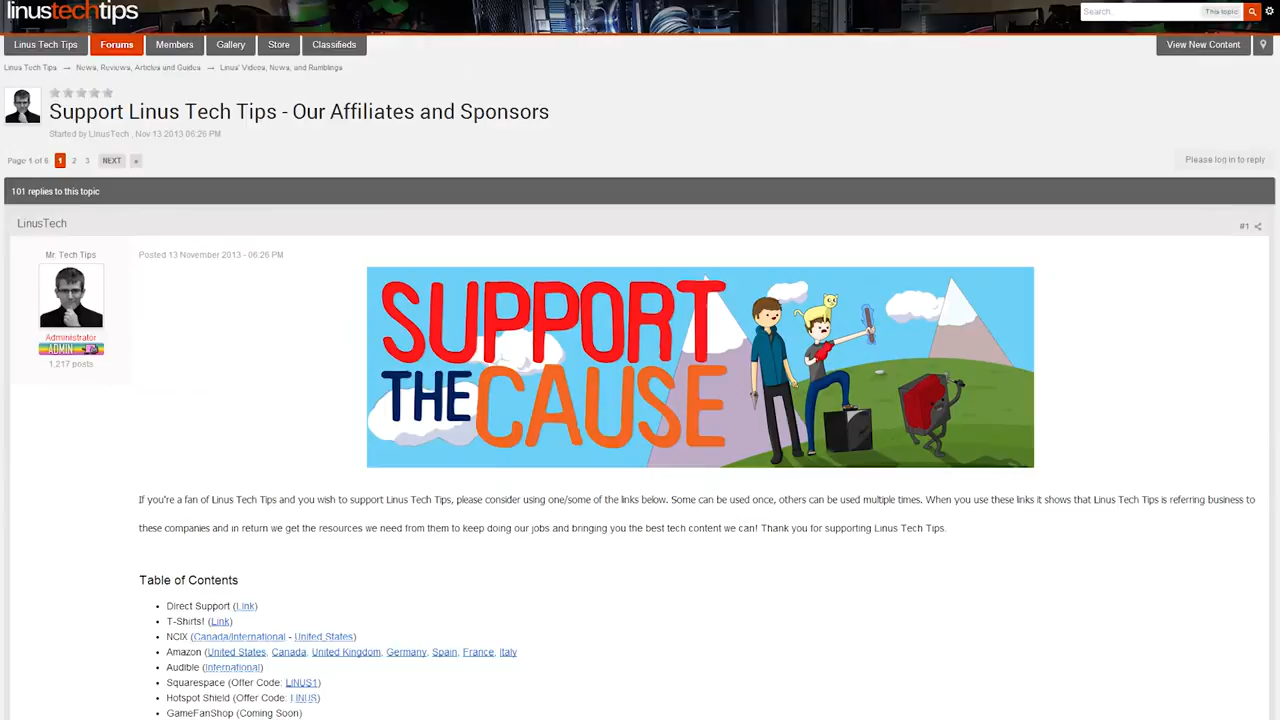 linustechtips
Search This topic
Linus Tech Tips Forums Members Gallery Store Classifieds View New Content
Linus Tech Tips → News, Reviews, Articles and Guides → Linus' Videos, News, and Ramblings
Support Linus Tech Tips - Our Affiliates and Sponsors
Started by LinusTech , Nov 13 2013 06:26 PM
Page 1 of 6 1 2 3 NEXT »
Please log in to reply
101 replies to this topic
LinusTech
#1
Mr. Tech Tips
Posted 13 November 2013 - 06:26 PM
Administrator
ADMIN
1,217 posts
SUPPORT
THE CAUSE
If you're a fan of Linus Tech Tips and you wish to support Linus Tech Tips, please consider using one/some of the links below. Some can be used once, others can be used multiple times. When you use these links it shows that Linus Tech Tips is referring business to
these companies and in return we get the resources we need from them to keep doing our jobs and bringing you the best tech content we can! Thank you for supporting Linus Tech Tips.
Table of Contents
• Direct Support (Link)
• T-Shirts! (Link)
• NCIX (Canada/International - United States)
• Amazon (United States, Canada, United Kingdom, Germany, Spain, France, Italy
• Audible (International)
• Squarespace (Offer Code: LINUS1)
• Hotspot Shield (Offer Code: LINUS)
• GameFanShop (Coming Soon)